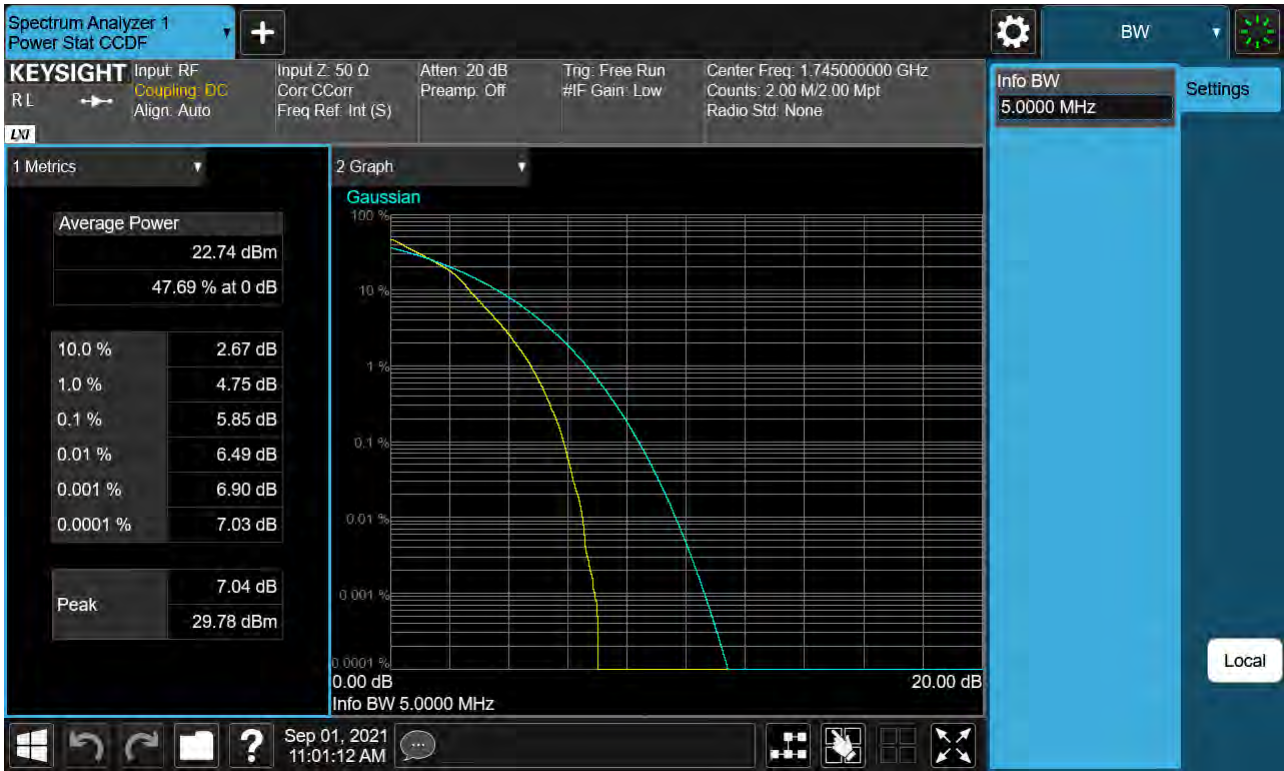 Spectrum Analyzer 1
Power Stat CCDF
+
BW
KEYSIGHT
RL
LXI
Input: RF
Coupling: DC
Align: Auto
Input Z: 50 Ω
Corr CCorr
Freq Ref: Int (S)
Atten: 20 dB
Preamp: Off
Trig: Free Run
#IF Gain: Low
Center Freq: 1.745000000 GHz
Counts: 2.00 M/2.00 Mpt
Radio Std: None
Info BW
5.0000 MHz
Settings
1 Metrics
Average Power
22.74 dBm
47.69 % at 0 dB
10.0 % 2.67 dB
1.0 % 4.75 dB
0.1 % 5.85 dB
0.01 % 6.49 dB
0.001 % 6.90 dB
0.0001 % 7.03 dB
Peak
7.04 dB
29.78 dBm
2 Graph
Gaussian
100 %
10 %
1 %
0.1 %
0.01 %
0.001 %
0.0001 %
0.00 dB 20.00 dB
Info BW 5.0000 MHz
Local
?
Sep 01, 2021
11:01:12 AM